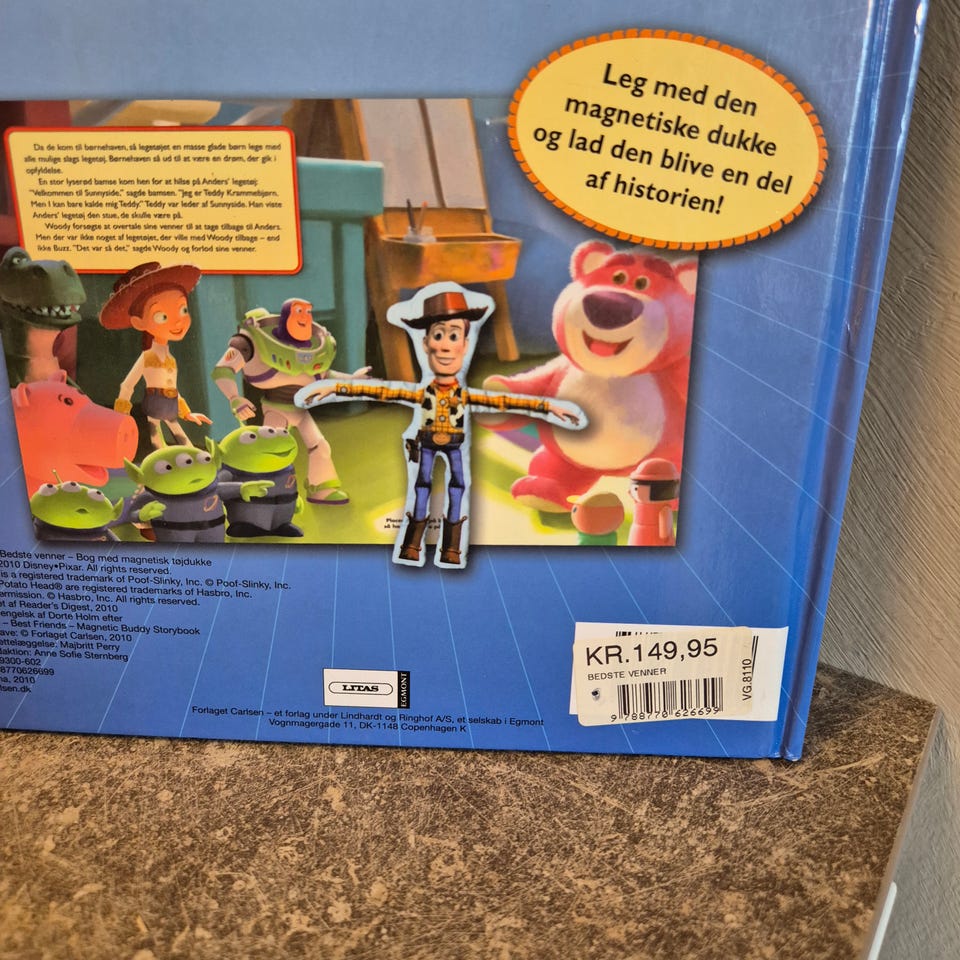 Leg med den
magnetiske dukke
og lad den blive en del
af historien!
Da de kom til børnehaven, så legetøjet en masse glade børn lege med
alle mulige slags legetøj. Børnehaven så ud til at være en drøm, der gik i
opfyldelse.
En stor lyserød bamse kom hen for at hilse på Anders' legetøj:
"Velkommen til Sunnyside," sagde bamsen. "Jeg er Teddy Krammebjørn.
Men I kan bare kalde mig Teddy." Teddy var leder af Sunnyside. Han viste
Anders' legetøj den stue, de skulle være på.
Woody forsøgte at overtale sine venner til at tage tilbage til Anders.
Men der var ikke noget af legetøjet, der ville med Woody tilbage – end
ikke Buzz. "Det var så det," sagde Woody og forlod sine venner.
Bedste venner – Bog med magnetisk tøjdukke
2010 Disney•Pixar. All rights reserved.
is a registered trademark of Poof-Slinky, Inc. © Poof-Slinky, Inc.
Potato Head® are registered trademarks of Hasbro, Inc.
ermission. © Hasbro, Inc. All rights reserved.
et af Reader's Digest, 2010
engelsk af Dorte Holm efter
– Best Friends – Magnetic Buddy Storybook
ave: © Forlaget Carlsen, 2010
ettelæggelse: Majbritt Perry
daktion: Anne Sofie Sternberg
9300-602
8770626699
na, 2010
lsen.dk
LITAS
EGMONT
Forlaget Carlsen – et forlag under Lindhardt og Ringhof A/S, et selskab i Egmont
Vognmagergade 11, DK-1148 Copenhagen K
KR.149,95
BEDSTE VENNER
VG.8110
9 788770 626699